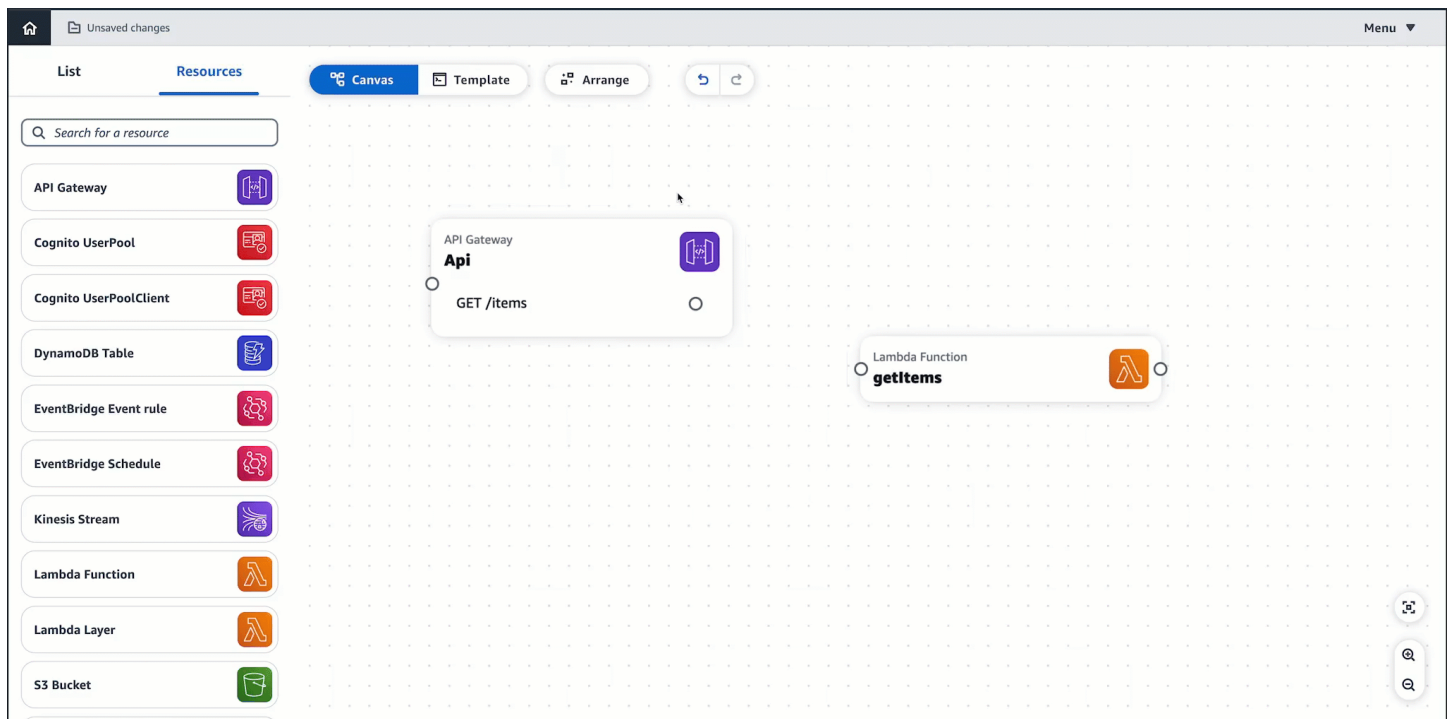 Unsaved changes
Menu ▼
List
Resources
Canvas
Template
Arrange
Search for a resource
API Gateway
Cognito UserPool
Cognito UserPoolClient
DynamoDB Table
EventBridge Event rule
EventBridge Schedule
Kinesis Stream
Lambda Function
Lambda Layer
S3 Bucket
API Gateway
Api
GET /items
Lambda Function
getItems